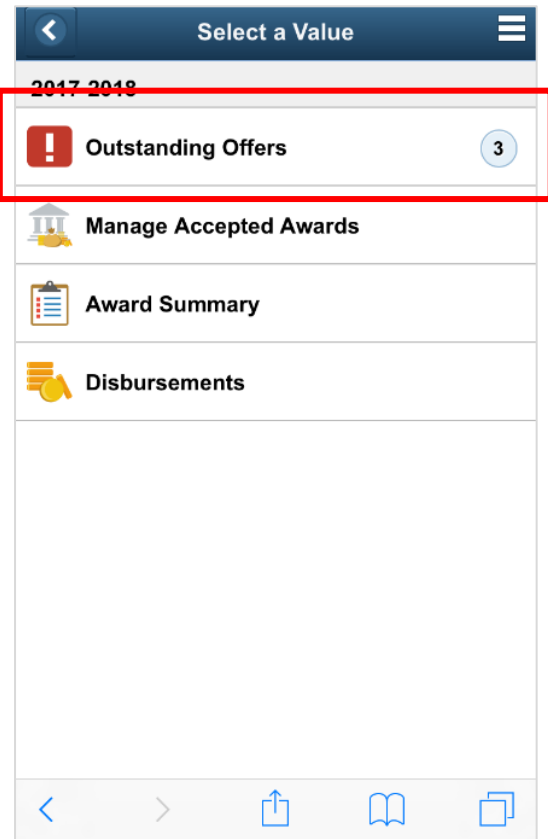 Select a Value
2017-2018
Outstanding Offers 3
Manage Accepted Awards
Award Summary
Disbursements